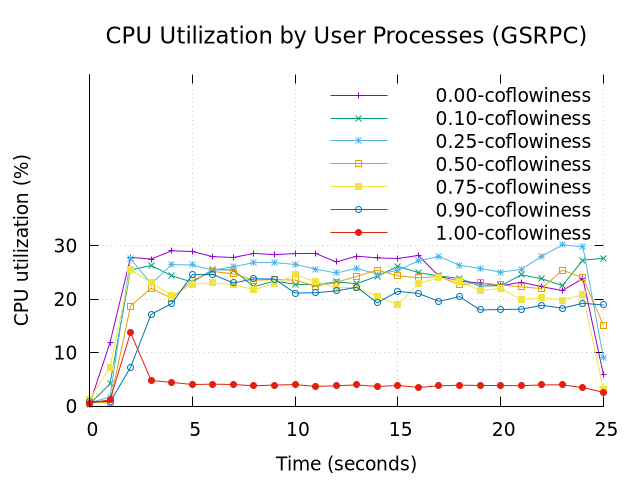 CPU Utilization by User Processes (GSRPC)
0.00-coflowiness
0.10-coflowiness
0.25-coflowiness
0.50-coflowiness
0.75-coflowiness
0.90-coflowiness
1.00-coflowiness
CPU utilization (%)
30
20
10
0
0 5 10 15 20 25
Time (seconds)